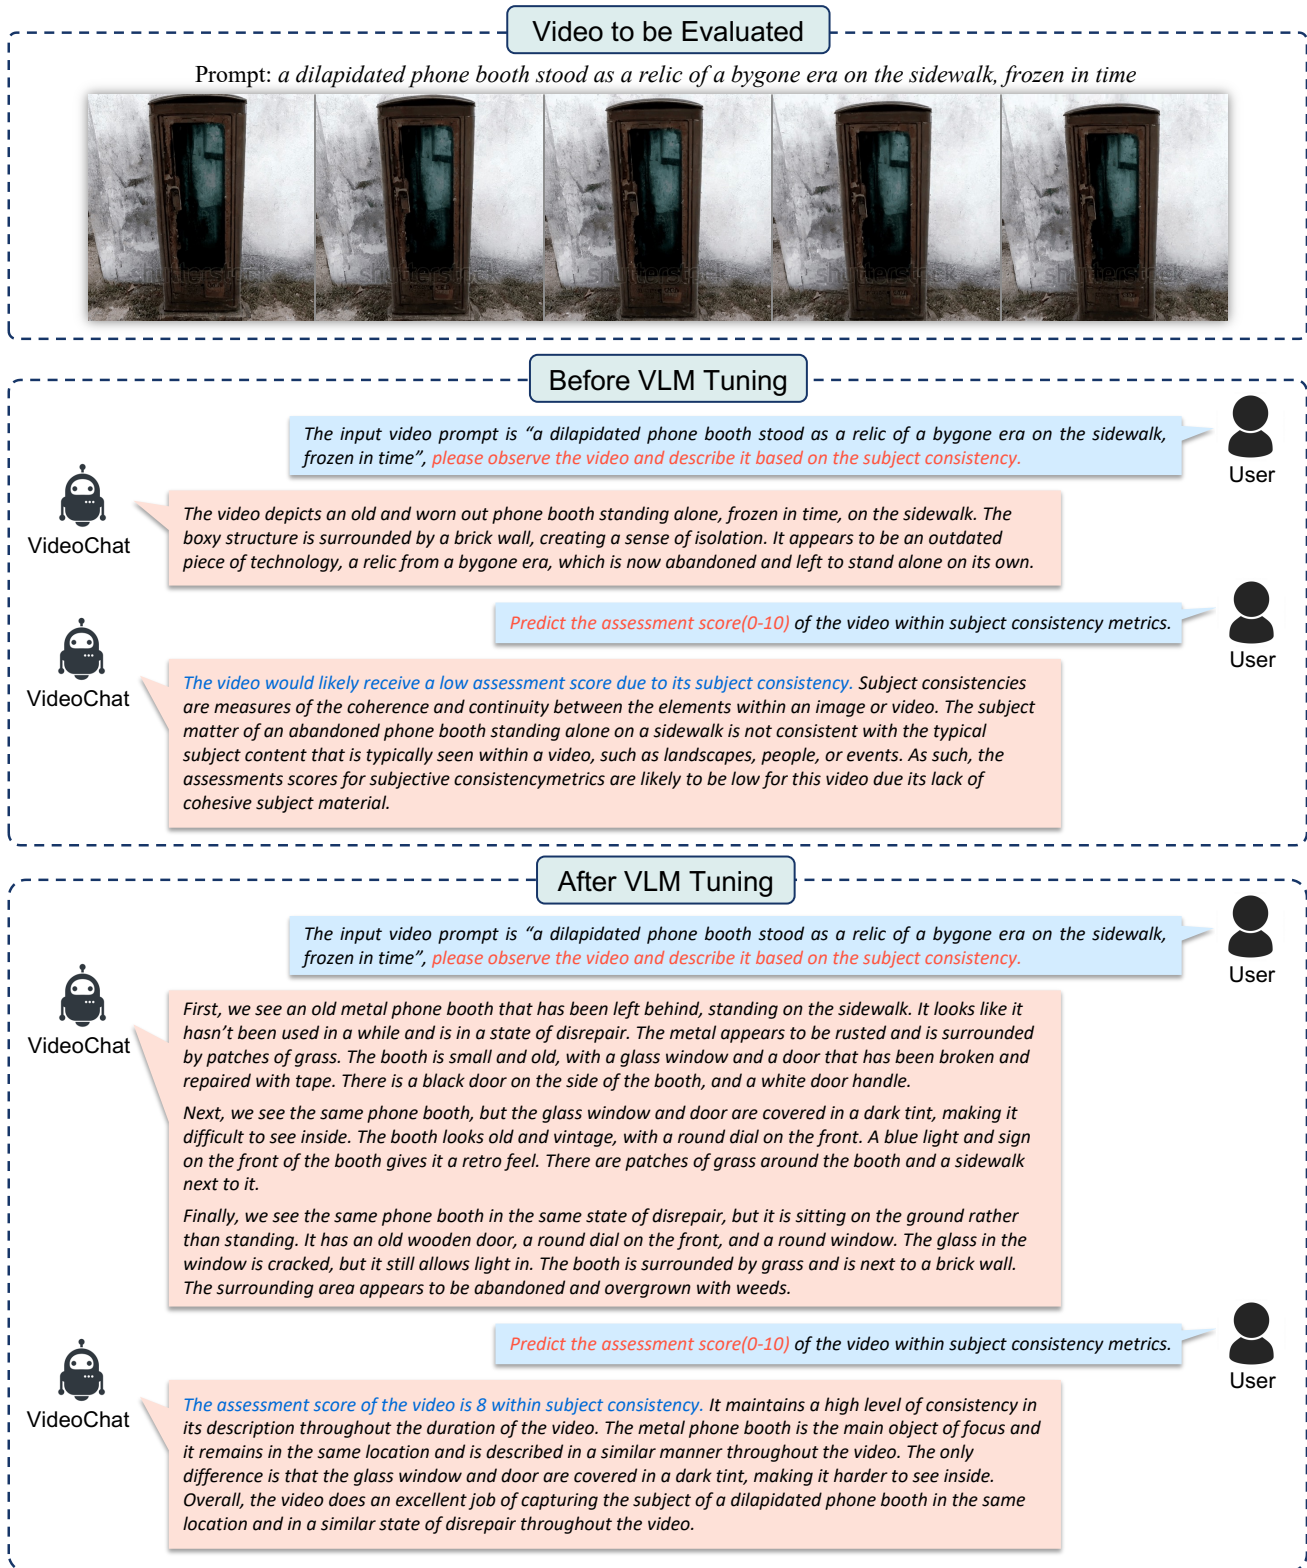 Video to be Evaluated
Prompt: a dilapidated phone booth stood as a relic of a bygone era on the sidewalk, frozen in time
shutterstock
shutterstock
shutterstock
shutterstock
shutterstock
Before VLM Tuning
The input video prompt is “a dilapidated phone booth stood as a relic of a bygone era on the sidewalk,
frozen in time”, please observe the video and describe it based on the subject consistency.
User
VideoChat
The video depicts an old and worn out phone booth standing alone, frozen in time, on the sidewalk. The
boxy structure is surrounded by a brick wall, creating a sense of isolation. It appears to be an outdated
piece of technology, a relic from a bygone era, which is now abandoned and left to stand alone on its own.
Predict the assessment score(0-10) of the video within subject consistency metrics.
User
VideoChat
The video would likely receive a low assessment score due to its subject consistency. Subject consistencies
are measures of the coherence and continuity between the elements within an image or video. The subject
matter of an abandoned phone booth standing alone on a sidewalk is not consistent with the typical
subject content that is typically seen within a video, such as landscapes, people, or events. As such, the
assessments scores for subjective consistencymetrics are likely to be low for this video due its lack of
cohesive subject material.
After VLM Tuning
The input video prompt is “a dilapidated phone booth stood as a relic of a bygone era on the sidewalk,
frozen in time”, please observe the video and describe it based on the subject consistency.
User
VideoChat
First, we see an old metal phone booth that has been left behind, standing on the sidewalk. It looks like it
hasn’t been used in a while and is in a state of disrepair. The metal appears to be rusted and is surrounded
by patches of grass. The booth is small and old, with a glass window and a door that has been broken and
repaired with tape. There is a black door on the side of the booth, and a white door handle.
Next, we see the same phone booth, but the glass window and door are covered in a dark tint, making it
difficult to see inside. The booth looks old and vintage, with a round dial on the front. A blue light and sign
on the front of the booth gives it a retro feel. There are patches of grass around the booth and a sidewalk
next to it.
Finally, we see the same phone booth in the same state of disrepair, but it is sitting on the ground rather
than standing. It has an old wooden door, a round dial on the front, and a round window. The glass in the
window is cracked, but it still allows light in. The booth is surrounded by grass and is next to a brick wall.
The surrounding area appears to be abandoned and overgrown with weeds.
Predict the assessment score(0-10) of the video within subject consistency metrics.
User
VideoChat
The assessment score of the video is 8 within subject consistency. It maintains a high level of consistency in
its description throughout the duration of the video. The metal phone booth is the main object of focus and
it remains in the same location and is described in a similar manner throughout the video. The only
difference is that the glass window and door are covered in a dark tint, making it harder to see inside.
Overall, the video does an excellent job of capturing the subject of a dilapidated phone booth in the same
location and in a similar state of disrepair throughout the video.